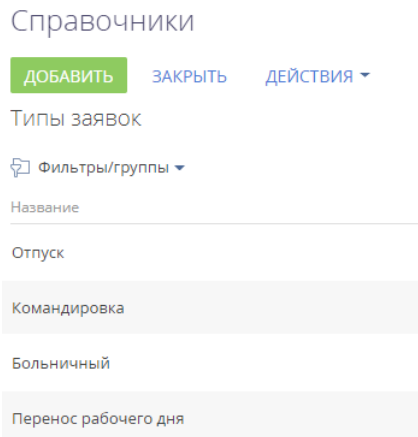 Справочники
ДОБАВИТЬ ЗАКРЫТЬ ДЕЙСТВИЯ
Типы заявок
Фильтры/группы
Название
Отпуск
Командировка
Больничный
Перенос рабочего дня